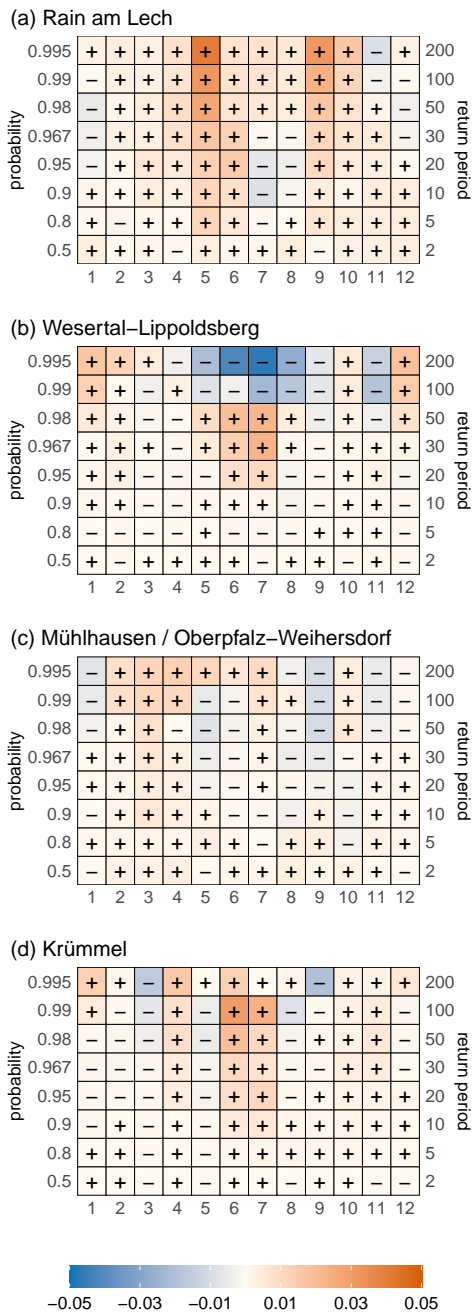 (a) Rain am Lech
probability
return period
0.995 + + + + + + + + + + − + 200
0.99 − + + + + + + + + + − − 100
0.98 − + + + + + + + + + + − 50
0.967 − + + + + + − − + + + − 30
0.95 − + + + + + − − + + + + 20
0.9 + + + + + + − − + + + + 10
0.8 + − + + + + − + + + + + 5
0.5 + + + − + + + + − + + + 2
1 2 3 4 5 6 7 8 9 10 11 12
(b) Wesertal−Lippoldsberg
probability
return period
0.995 + + + − − − − − − + − + 200
0.99 + + − + − − − − − + − + 100
0.98 + + − − + + + + − + − + 50
0.967 + + + − + + + + − + + + 30
0.95 + + − − − + + − − + + − 20
0.9 + + − − + + + − − + + − 10
0.8 − − − − + − − − + + + − 5
0.5 + − + + + + − + + − + − 2
1 2 3 4 5 6 7 8 9 10 11 12
(c) Mühlhausen / Oberpfalz−Weihersdorf
probability
return period
0.995 − + + + + + + − − + − − 200
0.99 − + + + − − + + − + − − 100
0.98 − + + − − − + − − + − − 50
0.967 + + + + − − + − − − + + 30
0.95 + + + + − − + − − − + + 20
0.9 − + + + + − − − + − + + 10
0.8 + + + + + + − + + − + + 5
0.5 − + + + − + + + + + + − 2
1 2 3 4 5 6 7 8 9 10 11 12
(d) Krümmel
probability
return period
0.995 + + − + + + + + − + + + 200
0.99 + − − + − + + − − + + − 100
0.98 − − − + − + + − + + + − 50
0.967 − − − + − + + − − + + − 30
0.95 − − − + − + + − + + + + 20
0.9 − + − + − + + + + + + + 10
0.8 + + − + − + + + + + + + 5
0.5 + + − + − + + − + + − − 2
1 2 3 4 5 6 7 8 9 10 11 12
−0.05 −0.03 −0.01 0.01 0.03 0.05